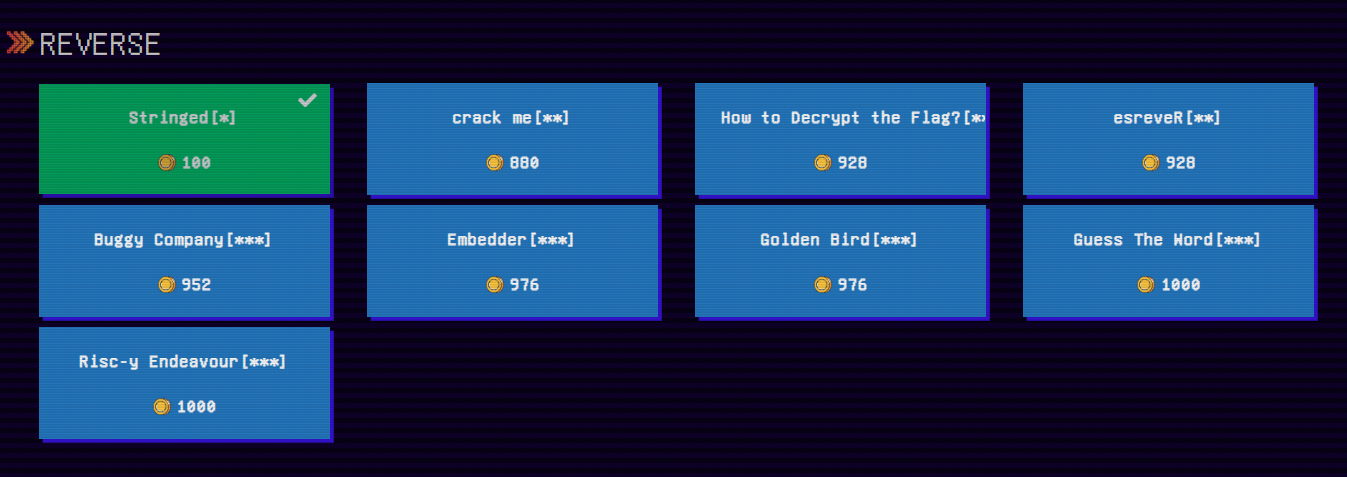 REVERSE
Stringed[*]
100
crack me[**]
880
How to Decrypt the Flag?[**
928
esreveR[**]
928
Buggy Company[***]
952
Embedder[***]
976
Golden Bird[***]
976
Guess The Word[***]
1000
Risc-y Endeavour[***]
1000